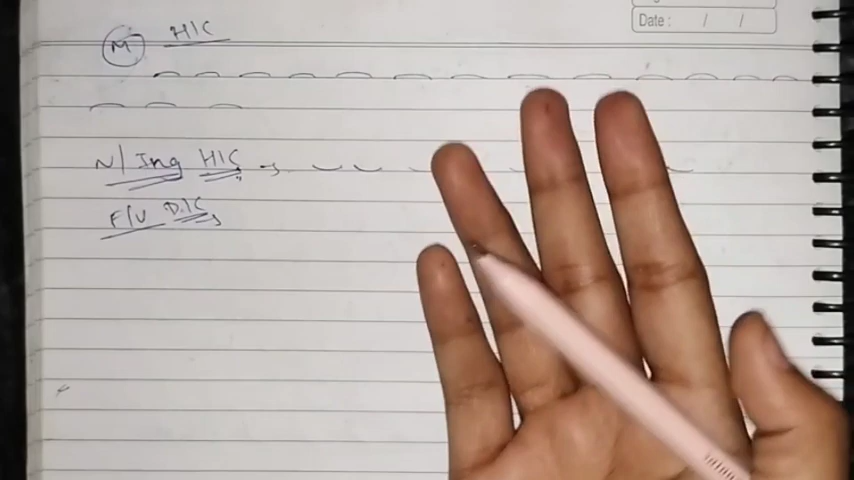 Date : / /
M H/C
N/Ing H/C →
F/U D.C →